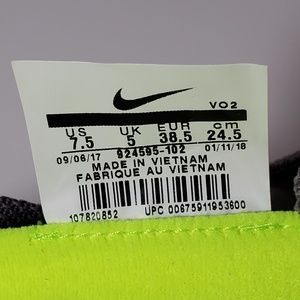 VO2
US UK EUR cm
7.5 5 38.5 24.5
09/06/17 924595-102 01/11/18
MADE IN VIETNAM
FABRIQUE AU VIETNAM
107820852 UPC 00675911953600